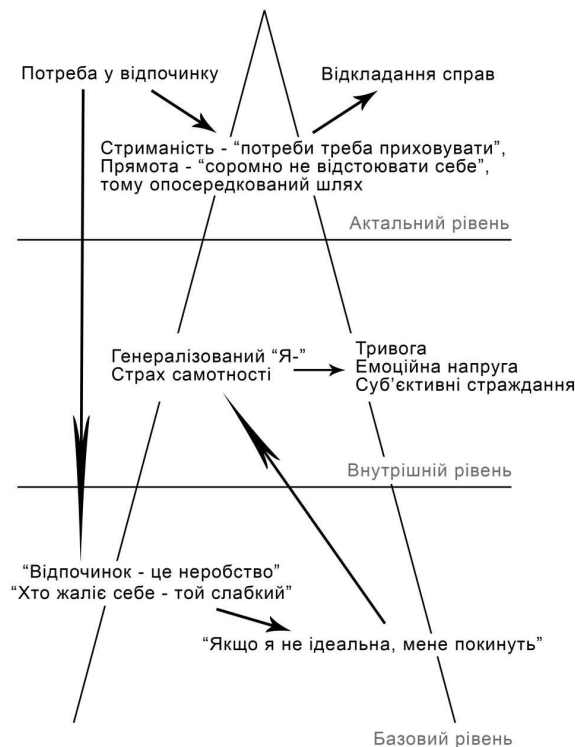 Потреба у відпочинку
Відкладання справ
Стриманість - “потреби треба приховувати”,
Прямота - “соромно не відстоювати себе”,
тому опосередкований шлях
Актальний рівень
Генералізований “Я-”
Страх самотності
Тривога
Емоційна напруга
Суб’єктивні страждання
Внутрішній рівень
“Відпочинок - це неробство”
“Хто жаліє себе - той слабкий”
“Якщо я не ідеальна, мене покинуть”
Базовий рівень